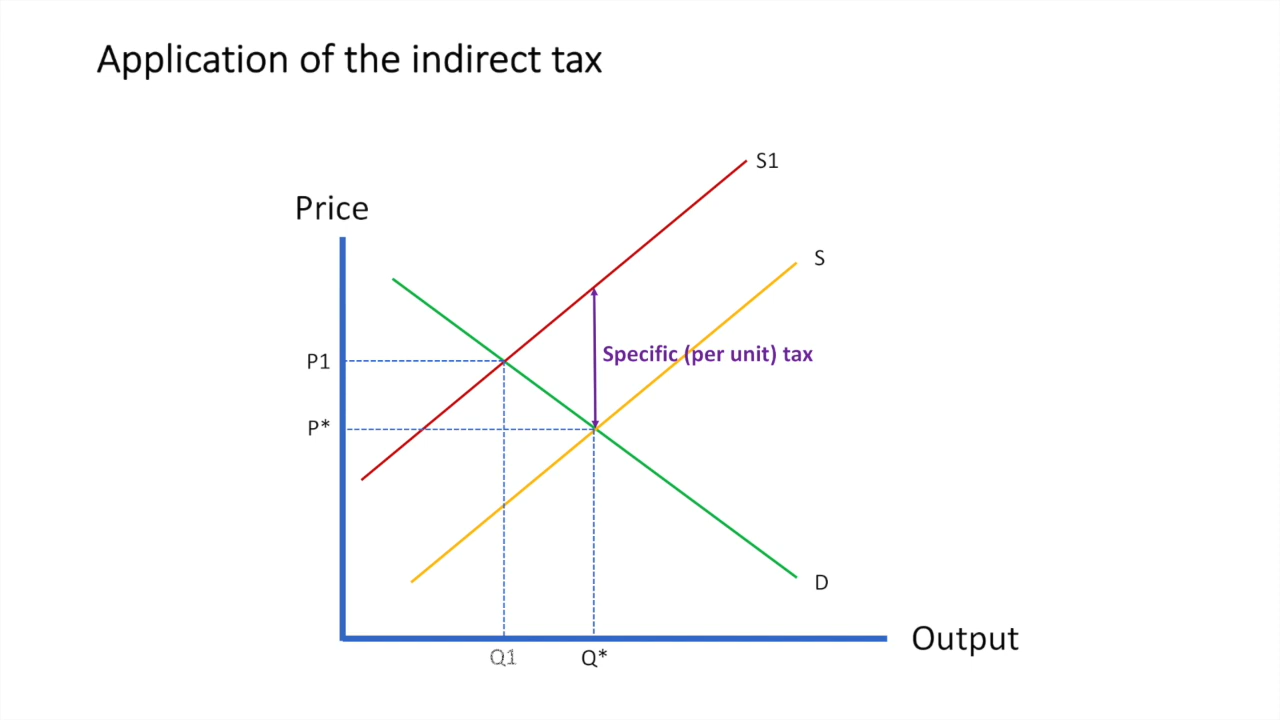 Application of the indirect tax
S1
Price
S
Specific (per unit) tax
P1
P*
D
Output
Q1
Q*